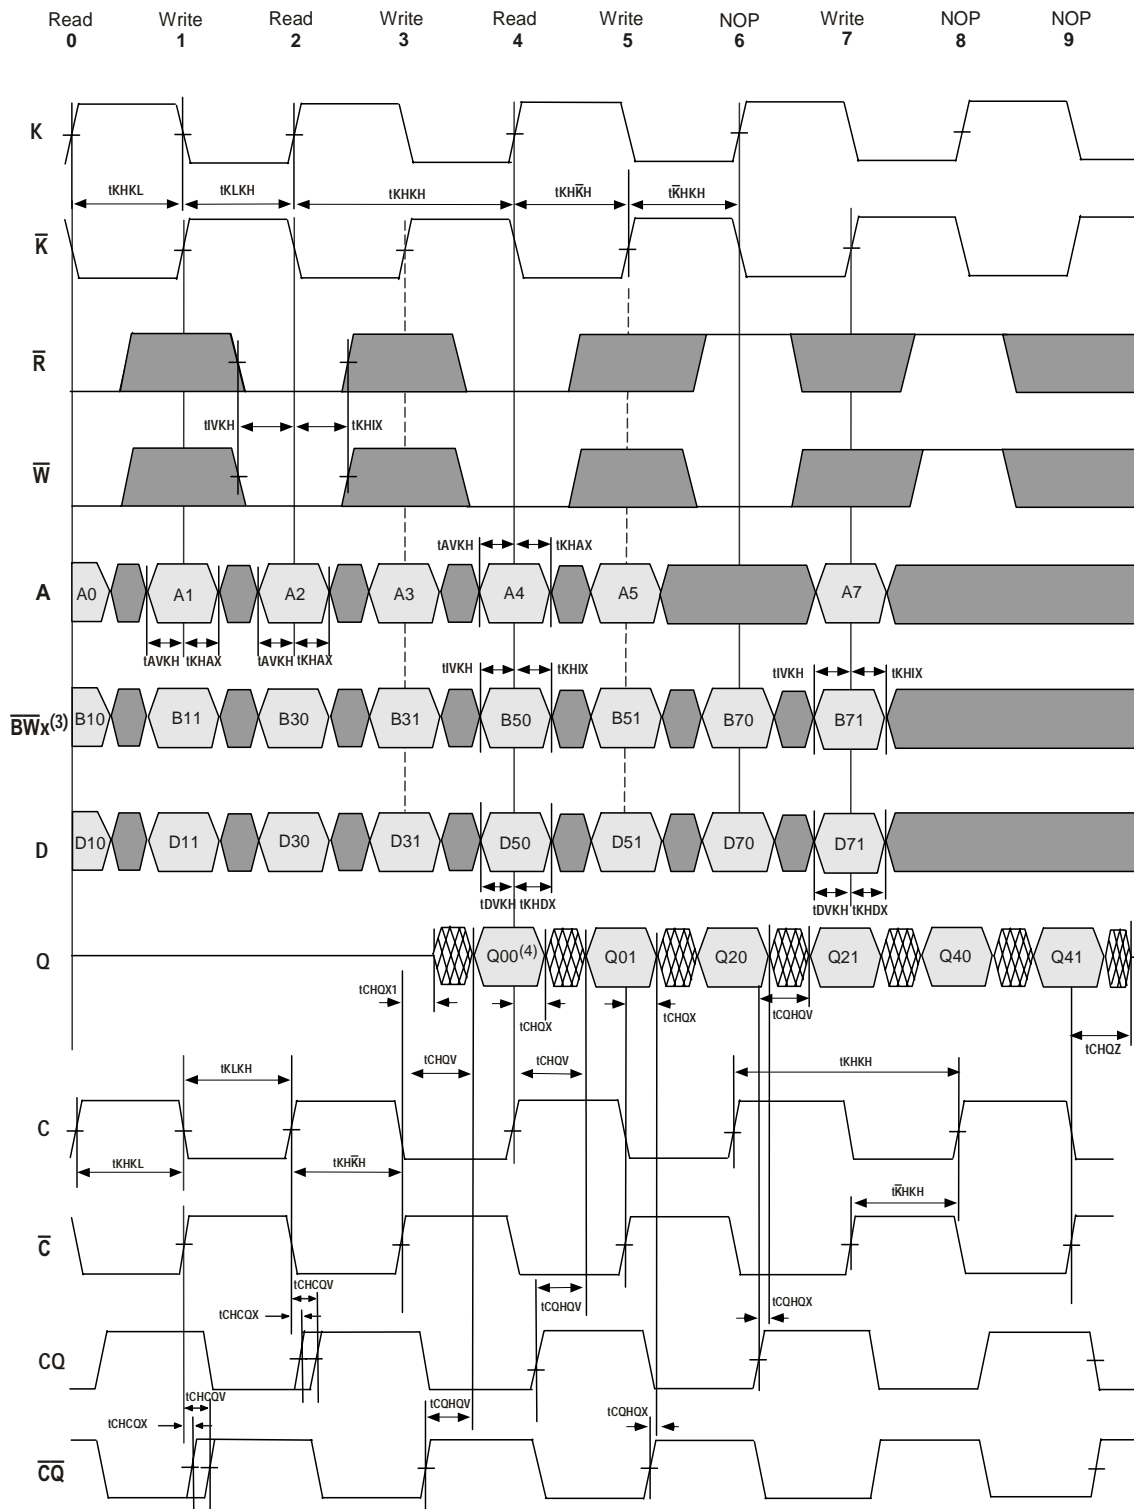 Read Write Read Write Read Write NOP Write NOP NOP
0 1 2 3 4 5 6 7 8 9
K
tKHKL tKLKH tKHKH tKHK̅H tK̅HKH
K̅
R̅
tIVKH tKHIX
W̅
tAVKH tKHAX
A A0 A1 A2 A3 A4 A5 A7
tAVKH tKHAX tAVKH tKHAX
tIVKH tKHIX tIVKH tKHIX
B̅W̅x(3) B10 B11 B30 B31 B50 B51 B70 B71
D D10 D11 D30 D31 D50 D51 D70 D71
tDVKH tKHDX tDVKH tKHDX
Q Q00(4) Q01 Q20 Q21 Q40 Q41
tCHQX1 tCHQX tCHQX tCQHQV
tCHQV tCHQV tCHQZ
tKLKH tKHKH
C
tKHKL tKHK̅H
tK̅HKH
C̅
tCHCQV
tCHCQX tCQHQV tCQHQX
CQ
tCHCQV
tCHCQX tCQHQV tCQHQX
C̅Q̅